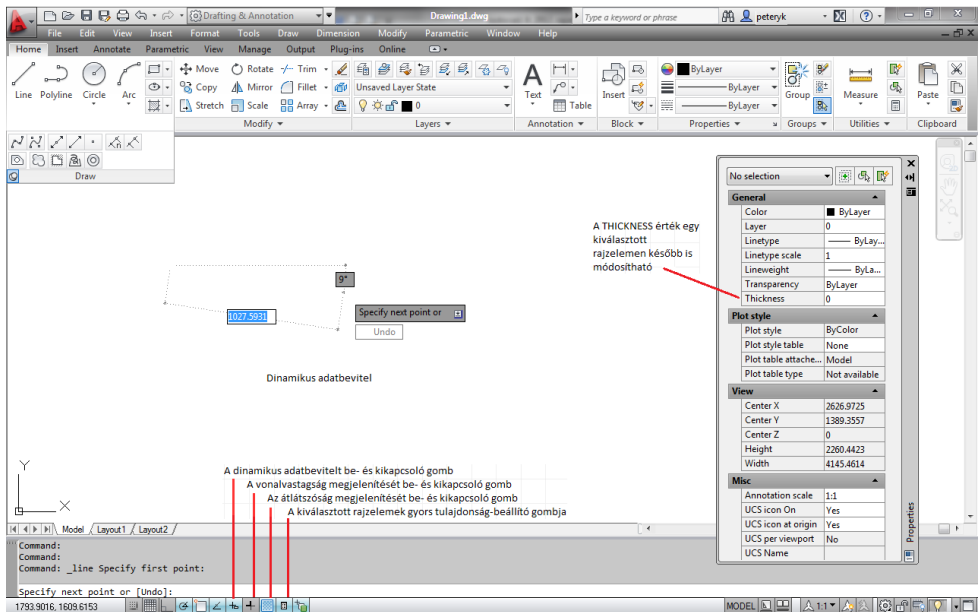 Drafting & Annotation
Drawing1.dwg
Type a keyword or phrase
peteryk
File Edit View Insert Format Tools Draw Dimension Modify Parametric Window Help
Home Insert Annotate Parametric View Manage Output Plug-ins Online
Line Polyline Circle Arc
Move Rotate Trim
Copy Mirror Fillet
Stretch Scale Array
Modify
Unsaved Layer State
0
Layers
Text
Table
Annotation
Insert
Block
ByLayer
ByLayer
ByLayer
Properties
Group
Groups
Measure
Utilities
Paste
Clipboard
Draw
A THICKNESS érték egy
kiválasztott
rajzelemen később is
módosítható
9°
1027.5931
Specify next point or
Undo
Dinamikus adatbevitel
No selection
General
Color ByLayer
Layer 0
Linetype ByLay...
Linetype scale 1
Lineweight ByLa...
Transparency ByLayer
Thickness 0
Plot style
Plot style ByColor
Plot style table None
Plot table attache... Model
Plot table type Not available
View
Center X 2626.9725
Center Y 1389.3557
Center Z 0
Height 2260.4423
Width 4145.4614
Misc
Annotation scale 1:1
UCS icon On Yes
UCS icon at origin Yes
UCS per viewport No
UCS Name
Properties
Y
X
A dinamikus adatbevitelt be- és kikapcsoló gomb
A vonalvastagság megjelenítését be- és kikapcsoló gomb
Az átlátszóság megjelenítését be- és kikapcsoló gomb
A kiválasztott rajzelemek gyors tulajdonság-beállító gombja
Model Layout1 Layout2
Command:
Command:
Command: _line Specify first point:
Specify next point or [Undo]:
1793.9016, 1609.6153
MODEL
1:1